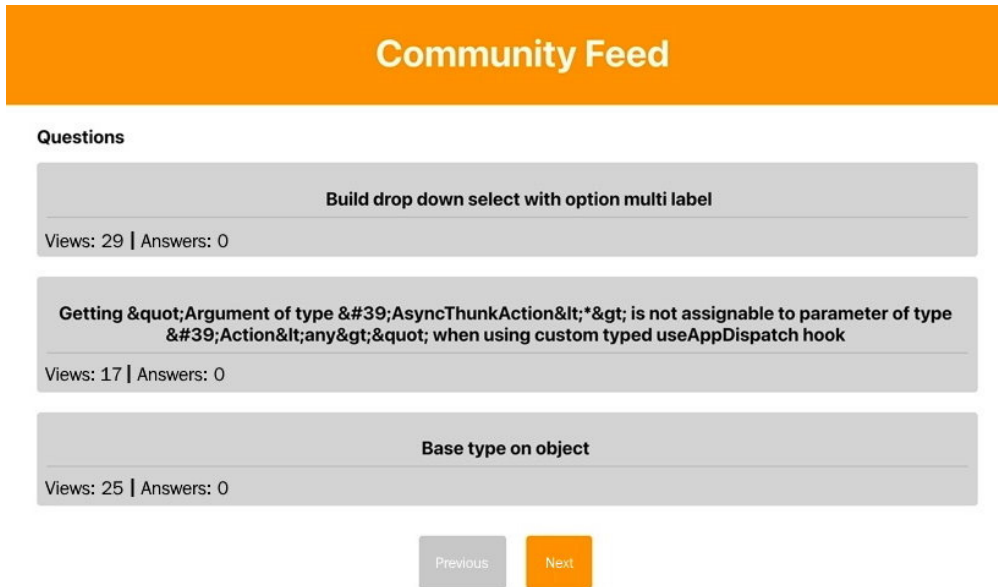 Community Feed
Questions
Build drop down select with option multi label
Views: 29 | Answers: 0
Getting &quot;Argument of type &#39;AsyncThunkAction&lt;*&gt; is not assignable to parameter of type
&#39;Action&lt;any&gt;&quot; when using custom typed useAppDispatch hook
Views: 17 | Answers: 0
Base type on object
Views: 25 | Answers: 0
Previous Next